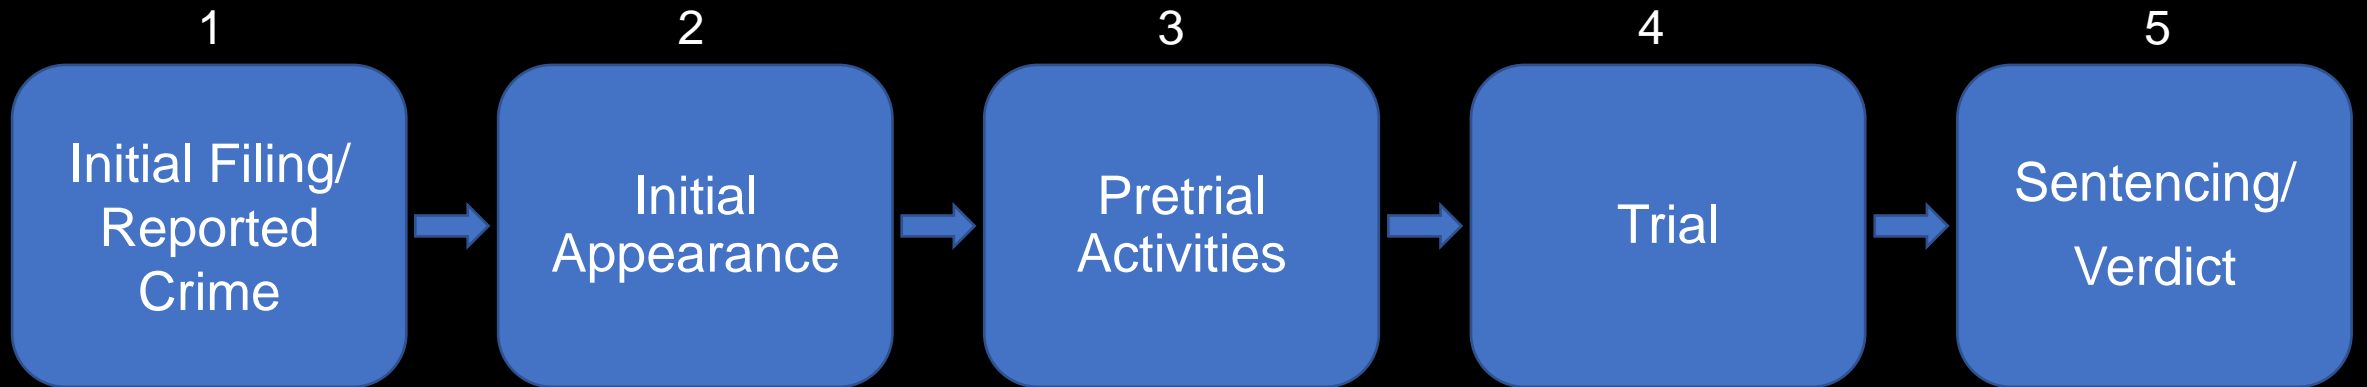 1
2
3
4
5
Initial Filing/
Reported
Crime
Initial
Appearance
Pretrial
Activities
Trial
Sentencing/
Verdict